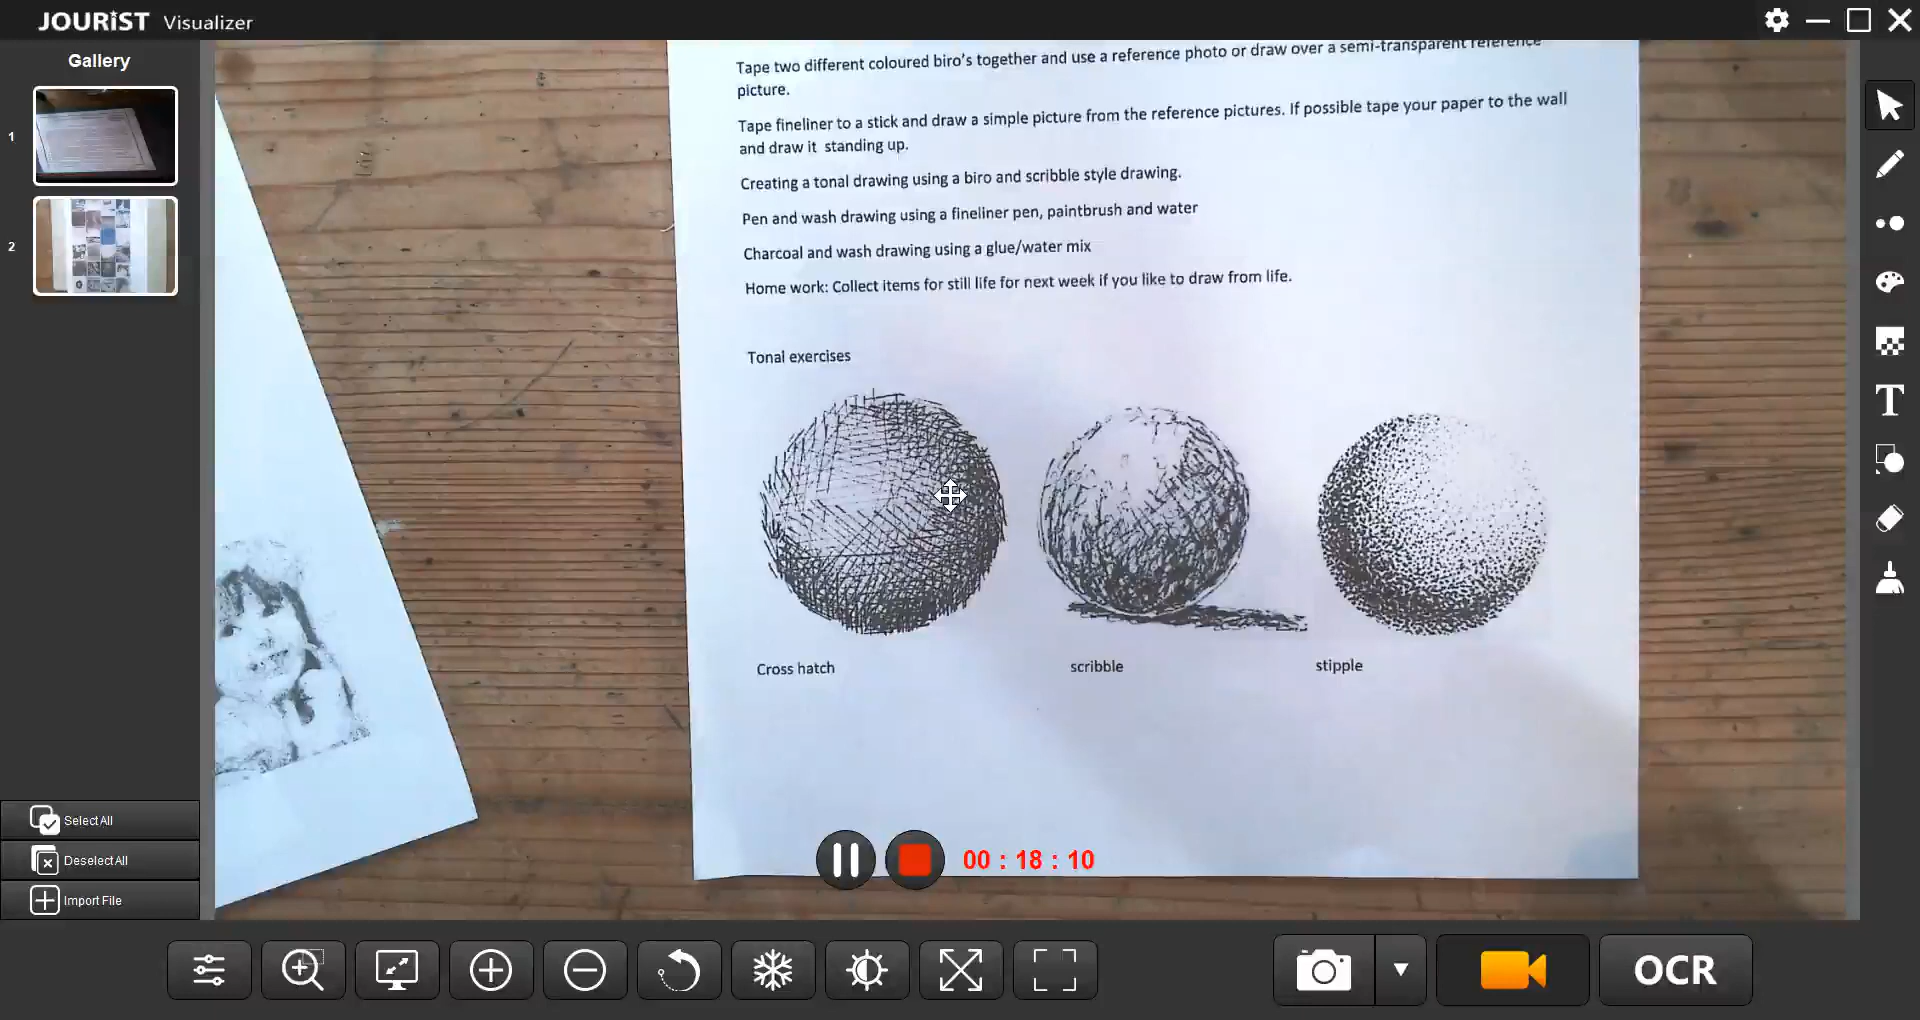 JOURIST Visualizer
Gallery
1
2
Tape two different coloured biro's together and use a reference photo or draw over a semi-transparent reference
picture.
Tape fineliner to a stick and draw a simple picture from the reference pictures. If possible tape your paper to the wall
and draw it standing up.
Creating a tonal drawing using a biro and scribble style drawing.
Pen and wash drawing using a fineliner pen, paintbrush and water
Charcoal and wash drawing using a glue/water mix
Home work: Collect items for still life for next week if you like to draw from life.
Tonal exercises
Cross hatch scribble stipple
T
Select All
Deselect All
Import File
00 : 18 : 10
OCR